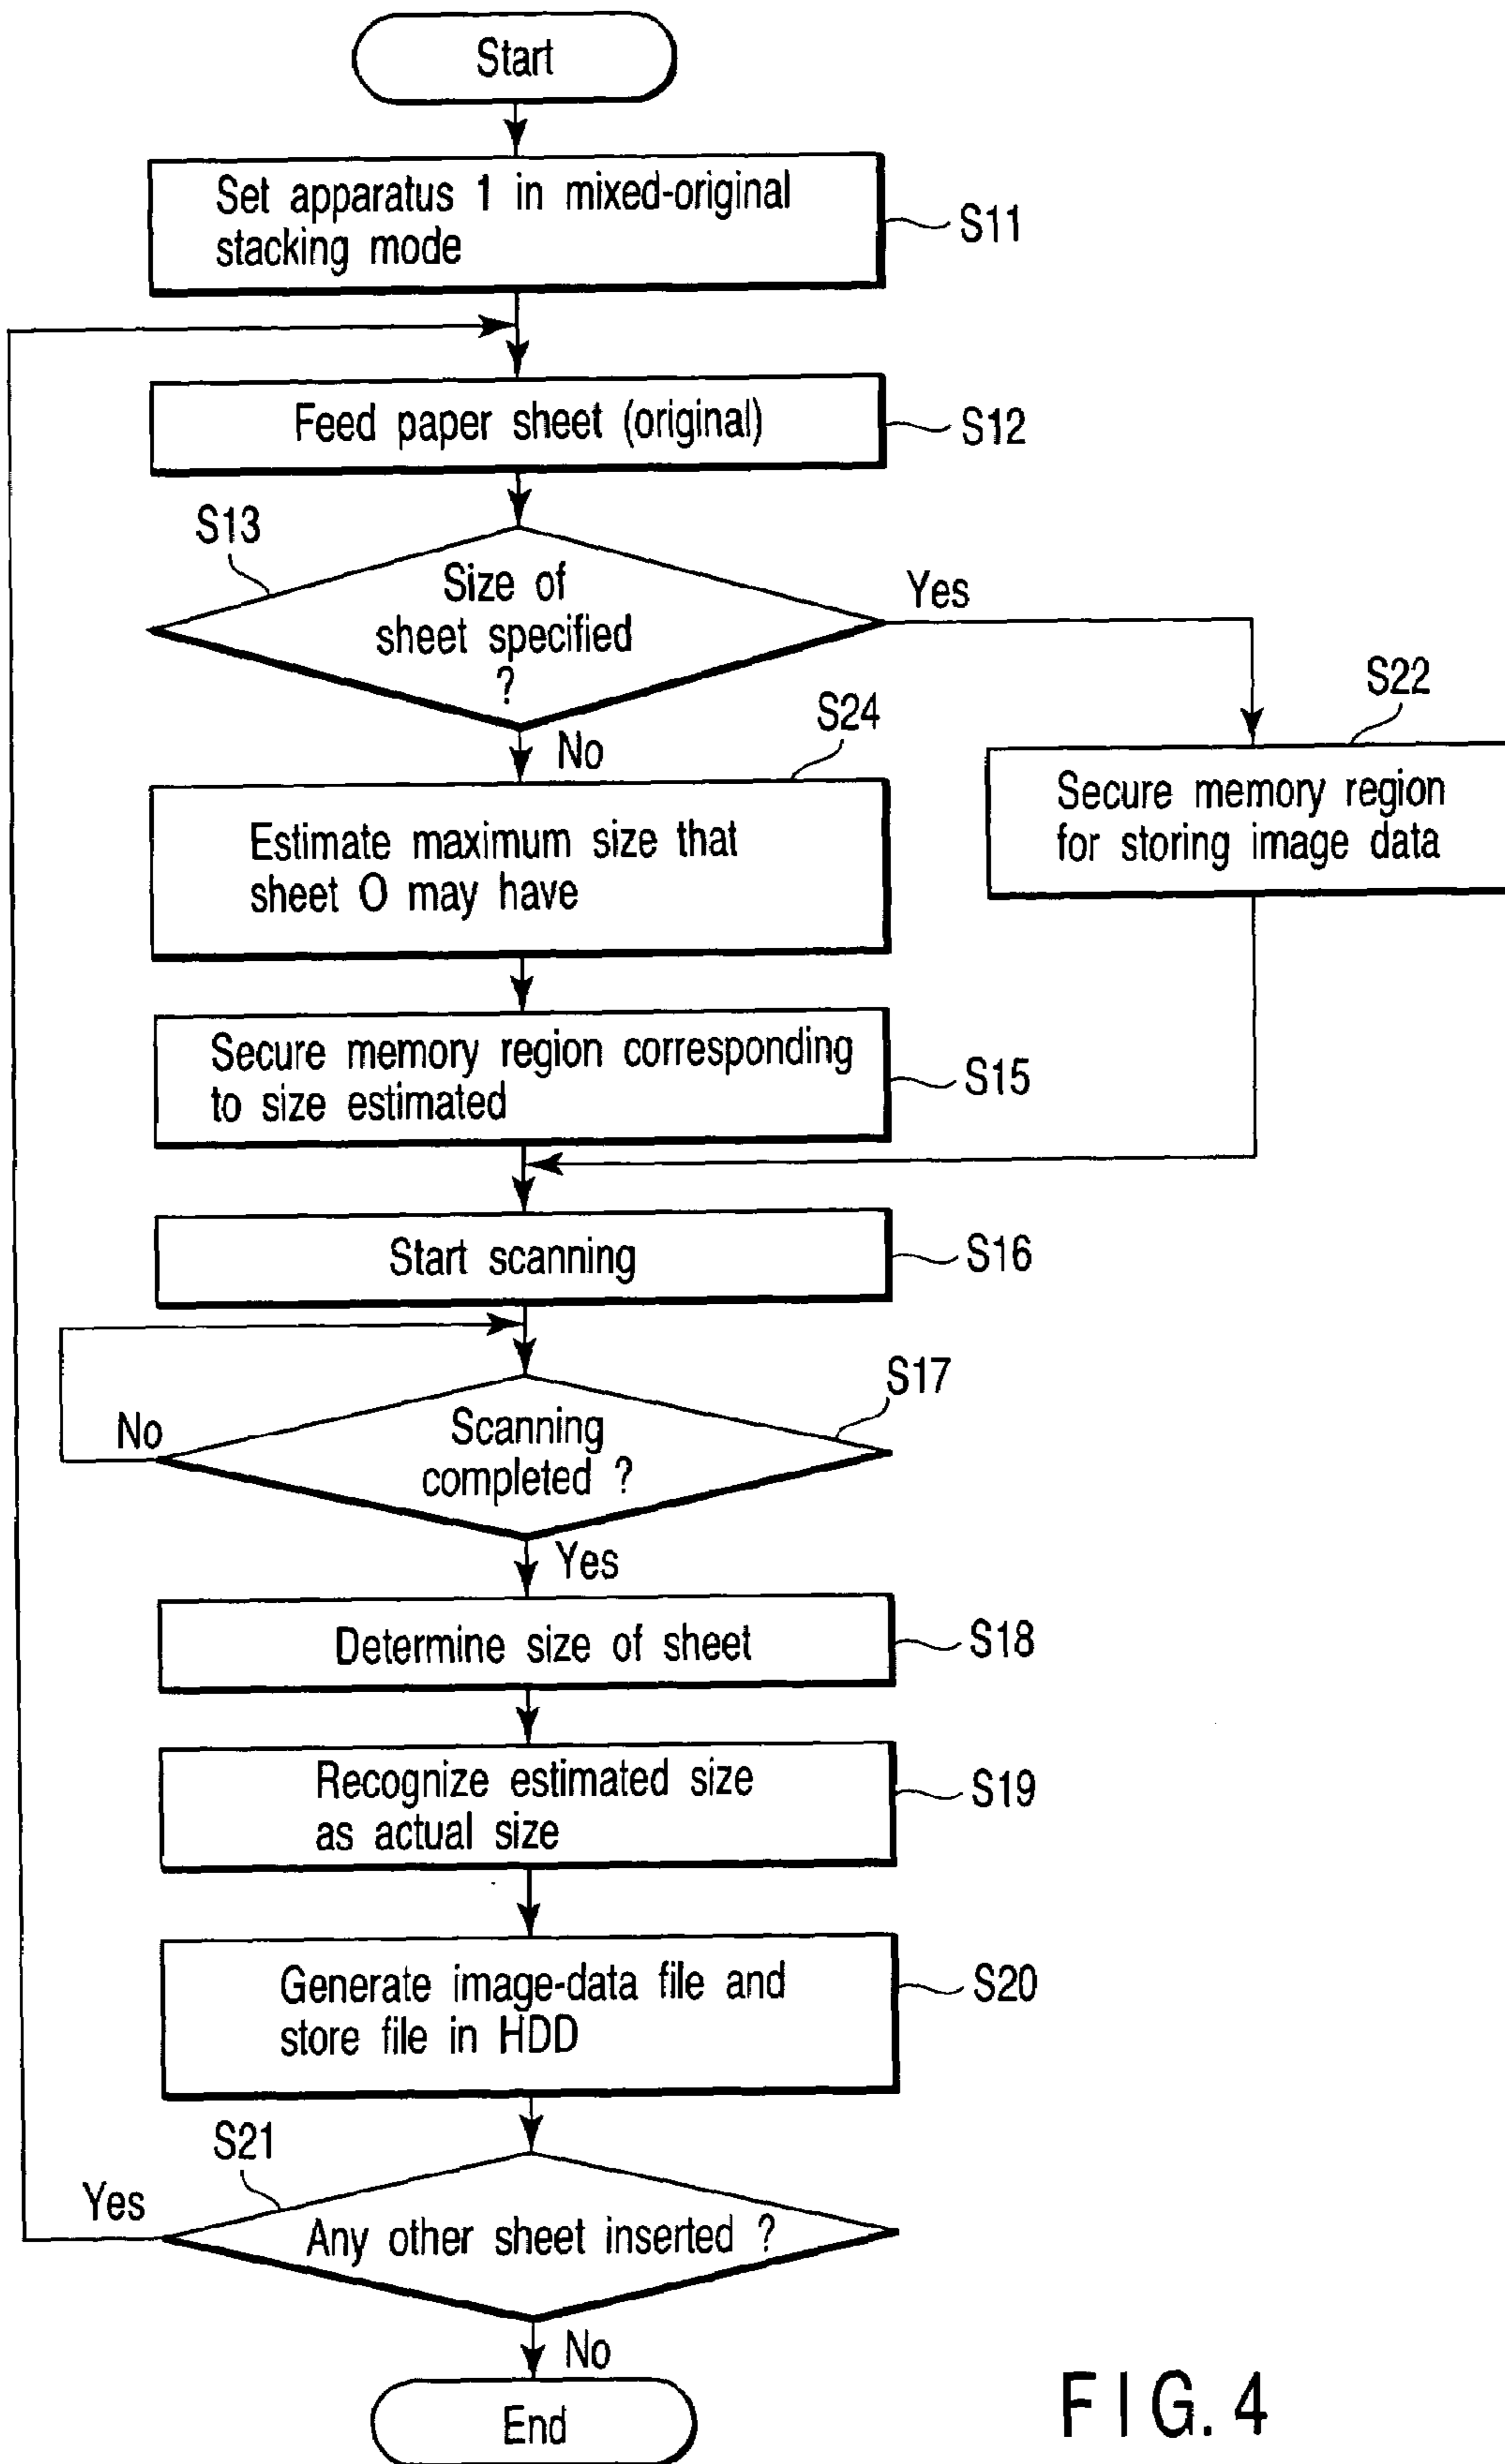 Start
Set apparatus 1 in mixed-original
stacking mode
S11
Feed paper sheet (original)
S12
S13
Size of
sheet specified
?
Yes
No
S24
S22
Secure memory region
for storing image data
Estimate maximum size that
sheet O may have
Secure memory region corresponding
to size estimated
S15
Start scanning
S16
S17
Scanning
completed ?
No
Yes
Determine size of sheet
S18
Recognize estimated size
as actual size
S19
Generate image-data file and
store file in HDD
S20
S21
Yes
Any other sheet inserted ?
No
End
FIG. 4